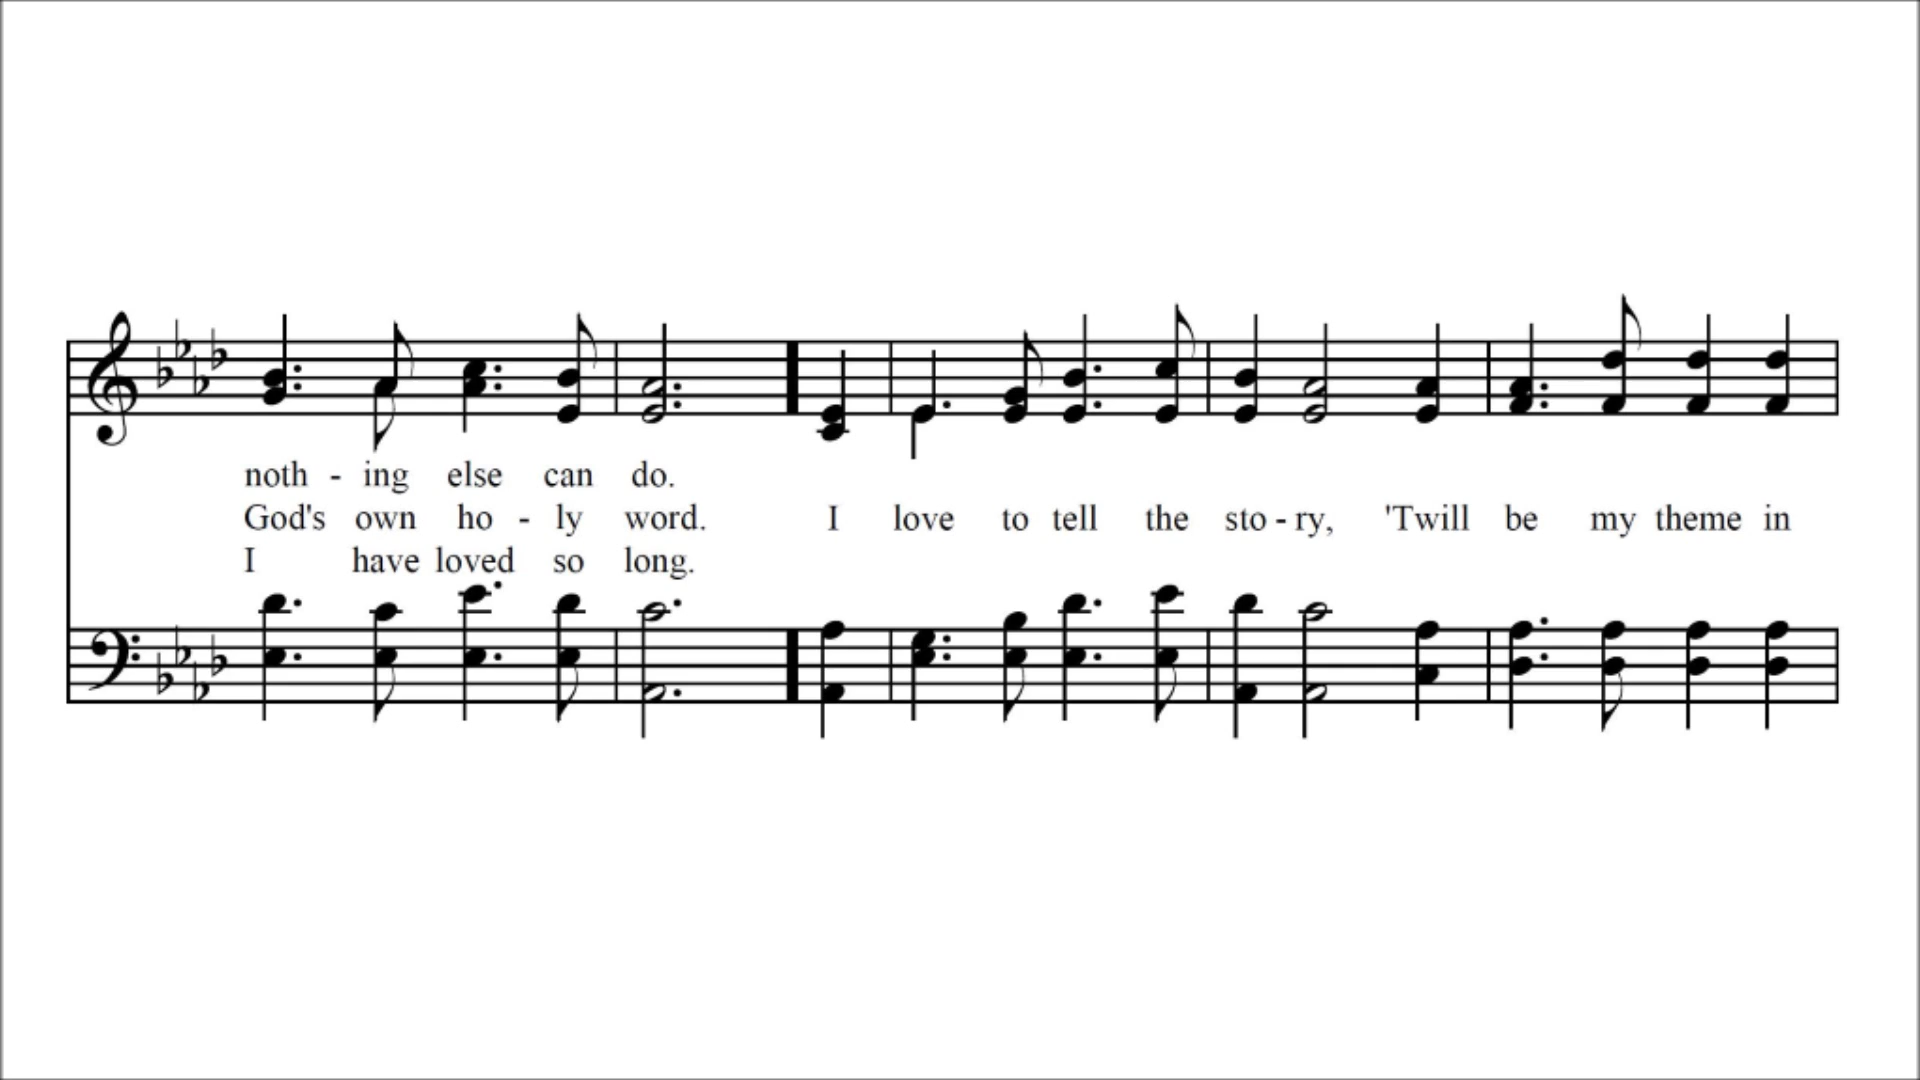 noth - ing else can do.
God's own ho - ly word. I love to tell the sto - ry, 'Twill be my theme in
I have loved so long.